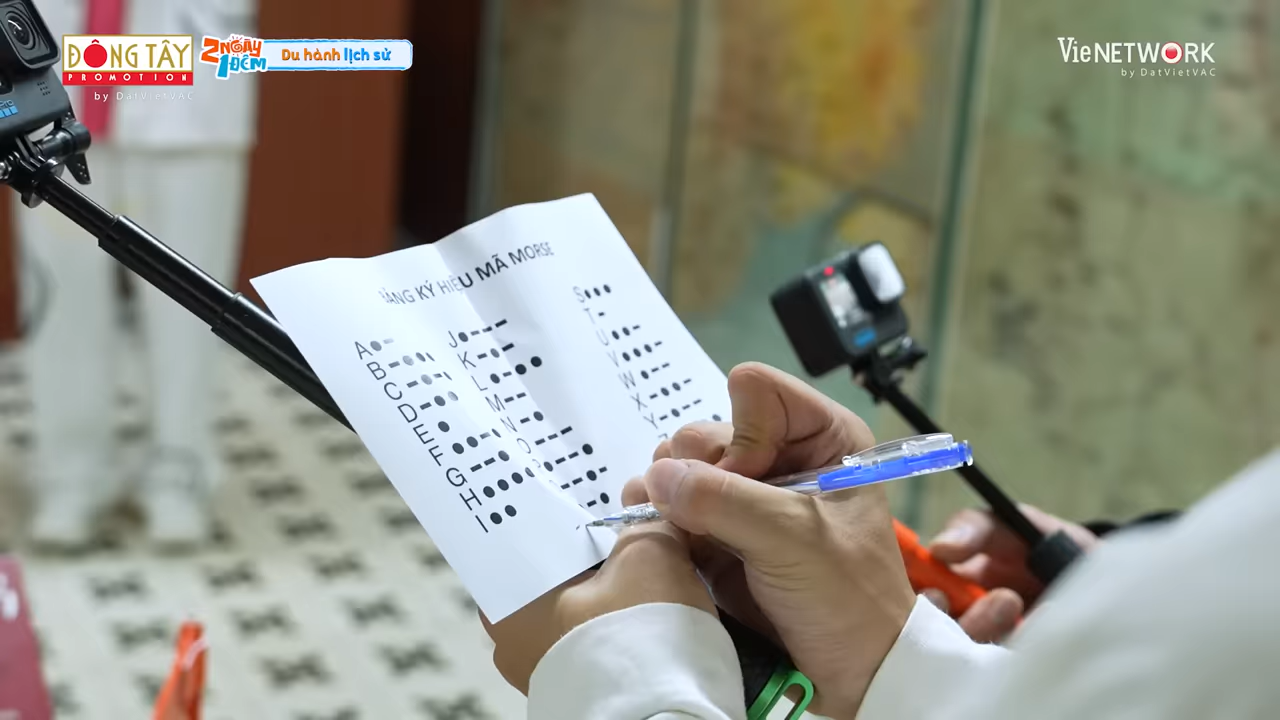 ĐÔNG TÂY
PROMOTION
by DatVietVAC
2 NGÀY 1 ĐÊM
Du hành lịch sử
VieNETWORK
by DatVietVAC
BẢNG KÝ HIỆU MÃ MORSE
A●–
B–●●●
C–●–●
D–●●
E●
F●●–●
G––●
H●●●●
I●●
J●–––
K–●–
L●–●●
M––
N–●
O–––
S●●●
T–
U●●–
V●●●–
W●––
X–●●–
Y–●––